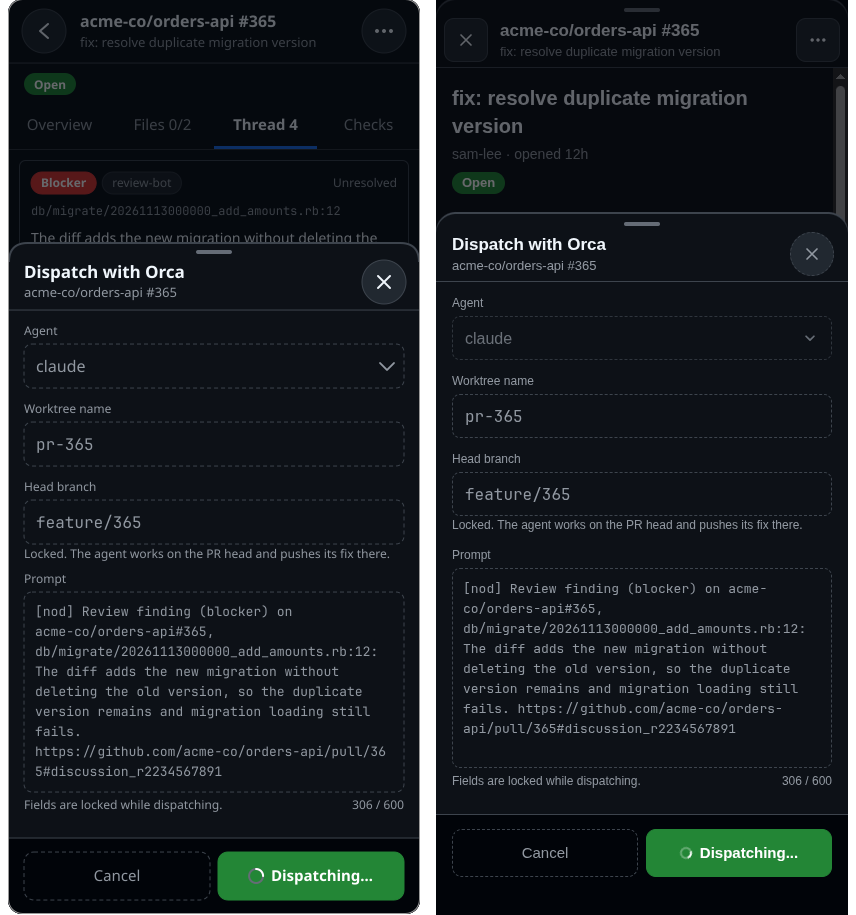 acme-co/orders-api #365
fix: resolve duplicate migration version
Open
Overview
Files 0/2
Thread 4
Checks
Blocker
review-bot
Unresolved
db/migrate/20261113000000_add_amounts.rb:12
The diff adds the new migration without deleting the
Dispatch with Orca
acme-co/orders-api #365
Agent
claude
Worktree name
pr-365
Head branch
feature/365
Locked. The agent works on the PR head and pushes its fix there.
Prompt
[nod] Review finding (blocker) on
acme-co/orders-api#365,
db/migrate/20261113000000_add_amounts.rb:12:
The diff adds the new migration without
deleting the old version, so the duplicate
version remains and migration loading still
fails.
https://github.com/acme-co/orders-api/pull/36
5#discussion_r2234567891
Fields are locked while dispatching.
306 / 600
Cancel
Dispatching...
acme-co/orders-api #365
fix: resolve duplicate migration version
fix: resolve duplicate migration
version
sam-lee · opened 12h
Open
Dispatch with Orca
acme-co/orders-api #365
Agent
claude
Worktree name
pr-365
Head branch
feature/365
Locked. The agent works on the PR head and pushes its fix there.
Prompt
[nod] Review finding (blocker) on acme-
co/orders-api#365,
db/migrate/20261113000000_add_amounts.rb:12:
The diff adds the new migration without
deleting the old version, so the duplicate
version remains and migration loading still
fails. https://github.com/acme-co/orders-
api/pull/365#discussion_r2234567891
Fields are locked while dispatching.
306 / 600
Cancel
Dispatching...